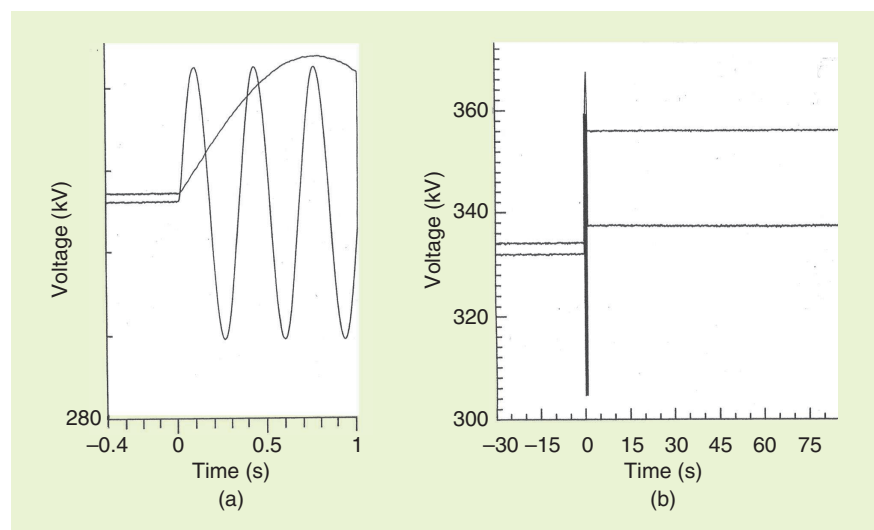 Voltage (kV)
280
–0.4 0 0.5 1
Time (s)
(a)
Voltage (kV)
360
340
320
300
–30 –15 0 15 30 45 60 75
Time (s)
(b)